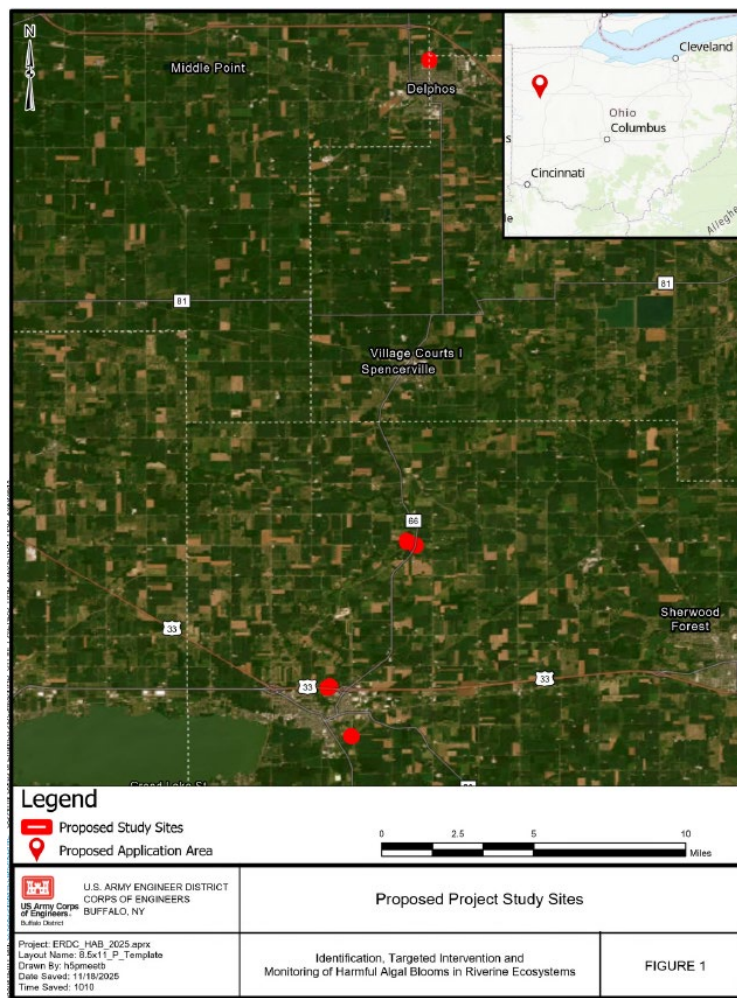 N
Middle Point
Delphos
Cleveland
Ohio
Columbus
Cincinnati
81
81
Village Courts I
Spencerville
66
Sherwood
Forest
33
33
33
Legend
Proposed Study Sites
Proposed Application Area
0 2.5 5 10
Miles
US Army Corps
of Engineers.
Buffalo District
U.S. ARMY ENGINEER DISTRICT
CORPS OF ENGINEERS
BUFFALO, NY
Proposed Project Study Sites
Project: ERDC_HAB_2025.aprx
Layout Name: 8.5x11_P_Template
Drawn By: h5pmeetb
Date Saved: 11/18/2025
Time Saved: 1010
Identification, Targeted Intervention and
Monitoring of Harmful Algal Blooms in Riverine Ecosystems
FIGURE 1